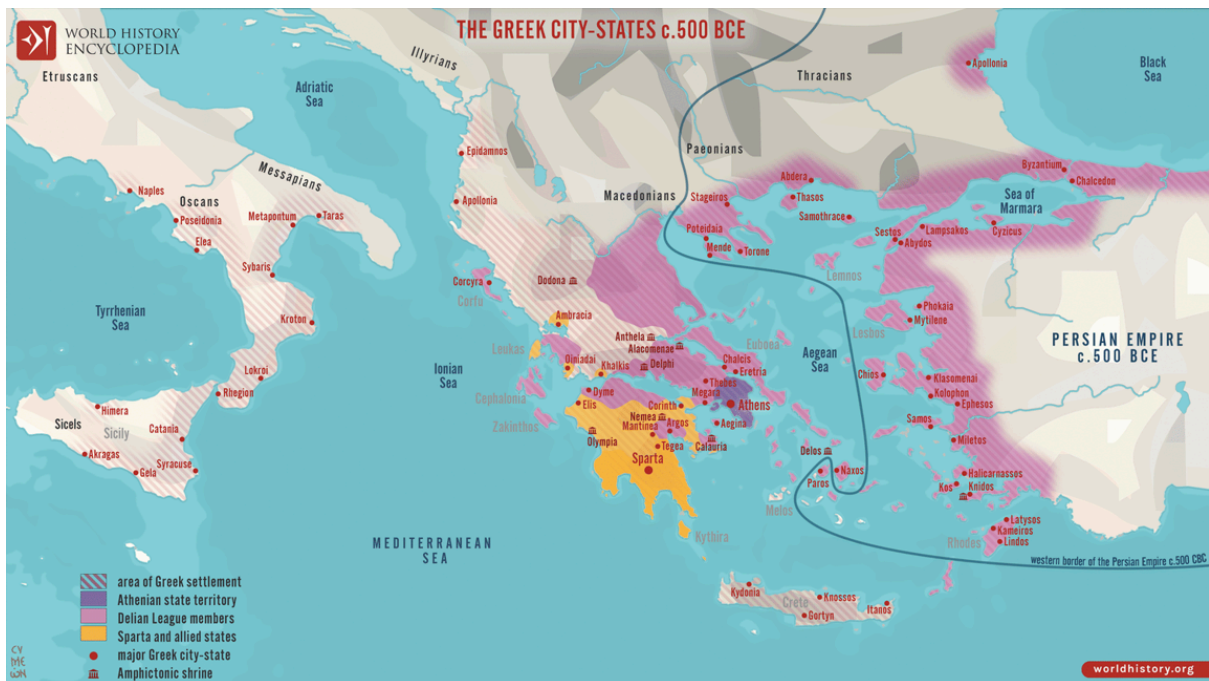 WORLD HISTORY
ENCYCLOPEDIA
THE GREEK CITY-STATES c.500 BCE
Etruscans
Adriatic
Sea
Illyrians
Thracians
Apollonia
Black
Sea
Epidamnos
Paeonians
Byzantium
Chalcedon
Messapians
Naples
Oscans
Macedonians
Abdera
Stageiros
Thasos
Sea of
Marmara
Apollonia
Poseidonia
Metapontum
Taras
Samothrace
Lampsakos
Cyzicus
Elea
Poteidaia
Sestos
Abydos
Mende
Torone
Sybaris
Corcyra
Corfu
Dodona
Lemnos
Tyrrhenian
Sea
Kroton
Ambracia
Phokaia
Mytilene
Lesbos
PERSIAN EMPIRE
c.500 BCE
Anthela
Alacomenae
Leukas
Euboea
Aegean
Sea
Ionian
Sea
Oiniadai
Khalkis
Delphi
Chalcis
Eretria
Lokroi
Rhegion
Thebes
Chios
Klasomenai
Kolophon
Ephesos
Cephalonia
Dyme
Megara
Athens
Elis
Corinth
Himera
Sicels
Sicily
Zakinthos
Nemea
Mantinea
Argos
Aegina
Samos
Catania
Olympia
Tegea
Calauria
Miletos
Akragas
Gela
Syracuse
Sparta
Delos
Naxos
Paros
Halicarnassos
Kos
Knidos
Melos
Latysos
Kameiros
Lindos
Rhodes
MEDITERRANEAN
SEA
Kythira
western border of the Persian Empire c.500 CBC
Kydonia
Crete
Knossos
Itanos
Gortyn
area of Greek settlement
Athenian state territory
Delian League members
Sparta and allied states
major Greek city-state
Amphictonic shrine
worldhistory.org